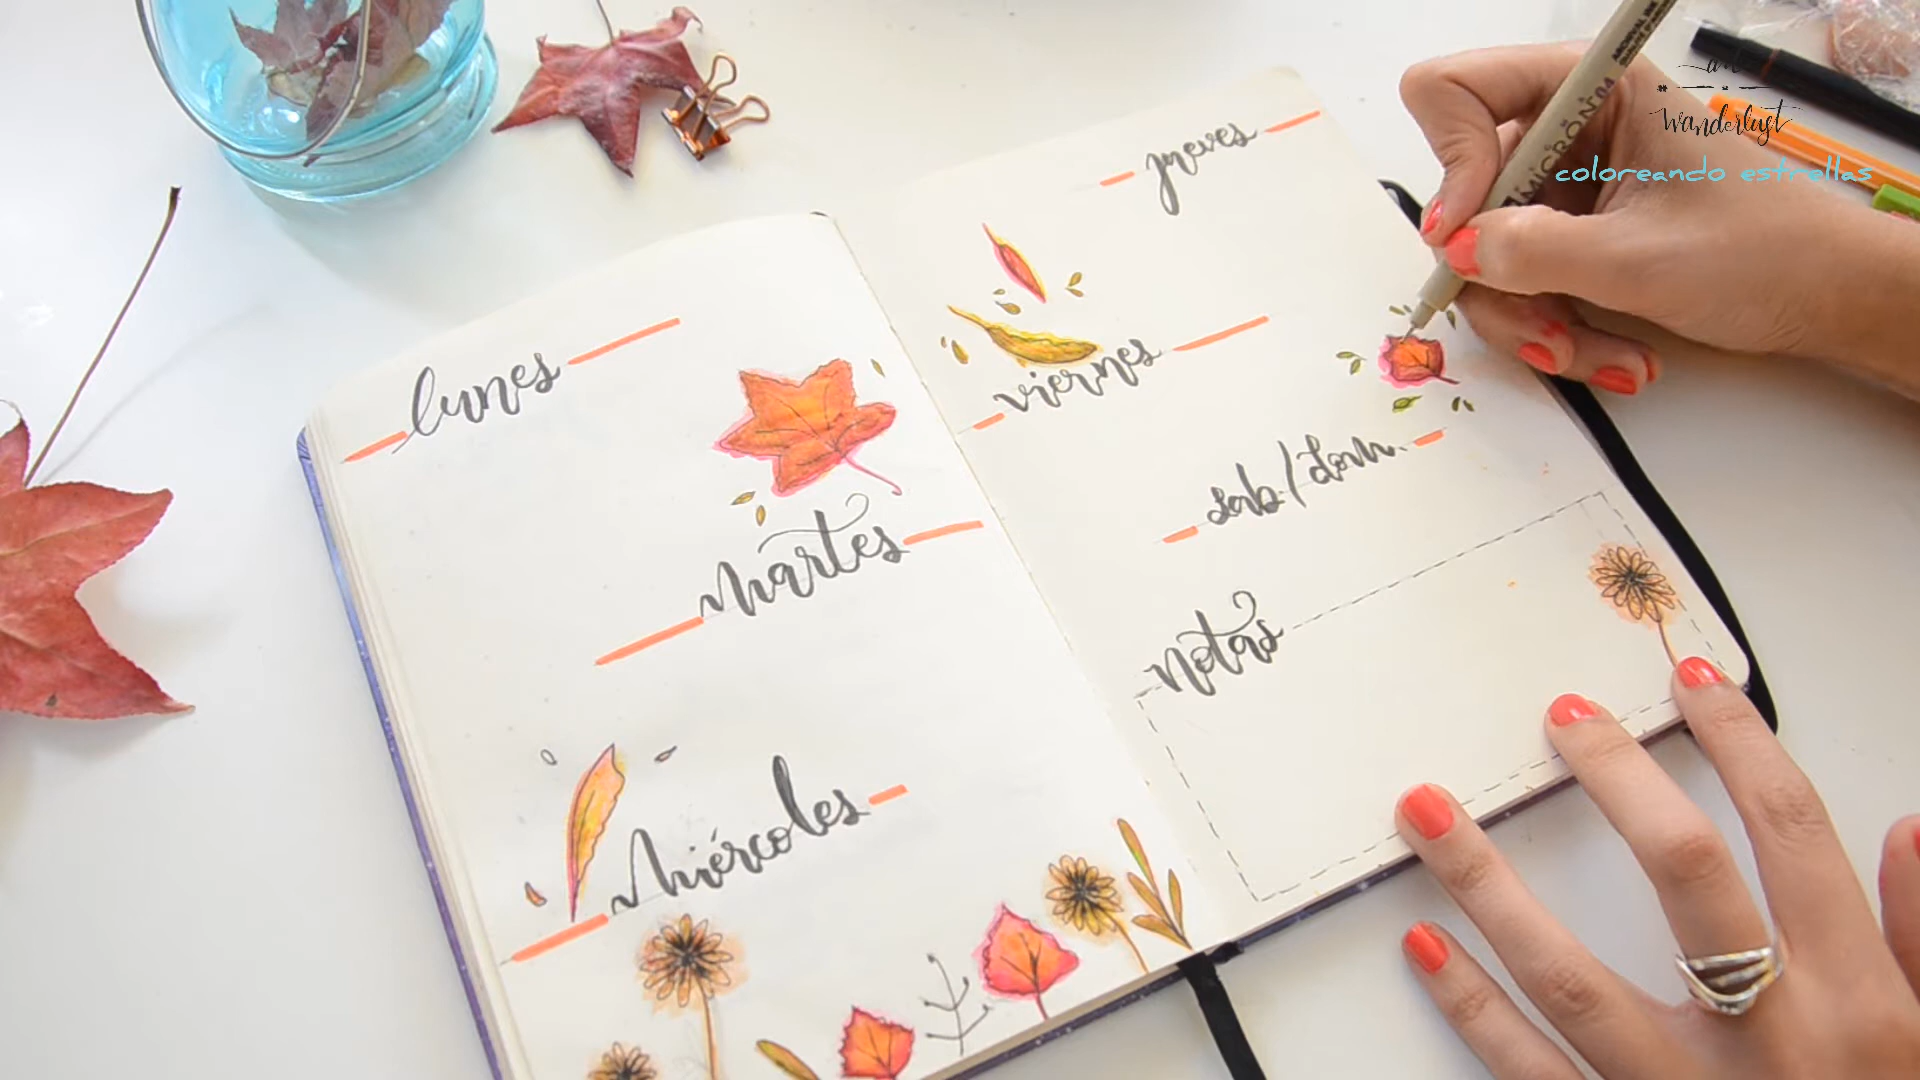 lunes
martes
miércoles
jueves
viernes
sab/dom.
notas
MICRON 04
wanderlust
coloreando estrellas